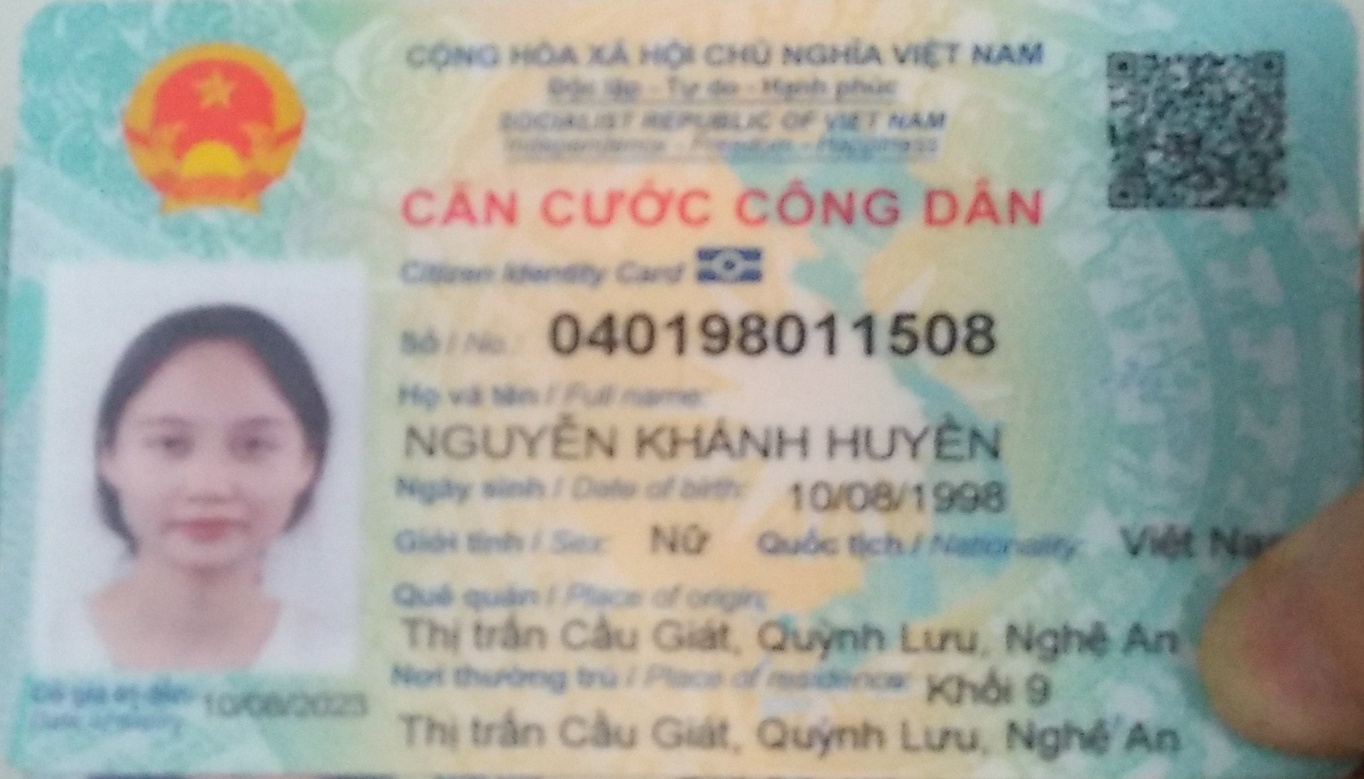 CỘNG HÒA XÃ HỘI CHỦ NGHĨA VIỆT NAM
Độc lập - Tự do - Hạnh phúc
SOCIALIST REPUBLIC OF VIET NAM
Independence - Freedom - Happiness
CĂN CƯỚC CÔNG DÂN
Citizen Identity Card
Số / No.: 040198011508
Họ và tên / Full name:
NGUYỄN KHÁNH HUYỀN
Ngày sinh / Date of birth: 10/08/1998
Giới tính / Sex: Nữ Quốc tịch / Nationality: Việt
Quê quán / Place of origin:
Thị trấn Cầu Giát, Quỳnh Lưu, Nghệ An
Nơi thường trú / Place of residence: Khối 9
Thị trấn Cầu Giát, Quỳnh Lưu, Nghệ An
Có giá trị đến: 10/08/2023
Date of expiry